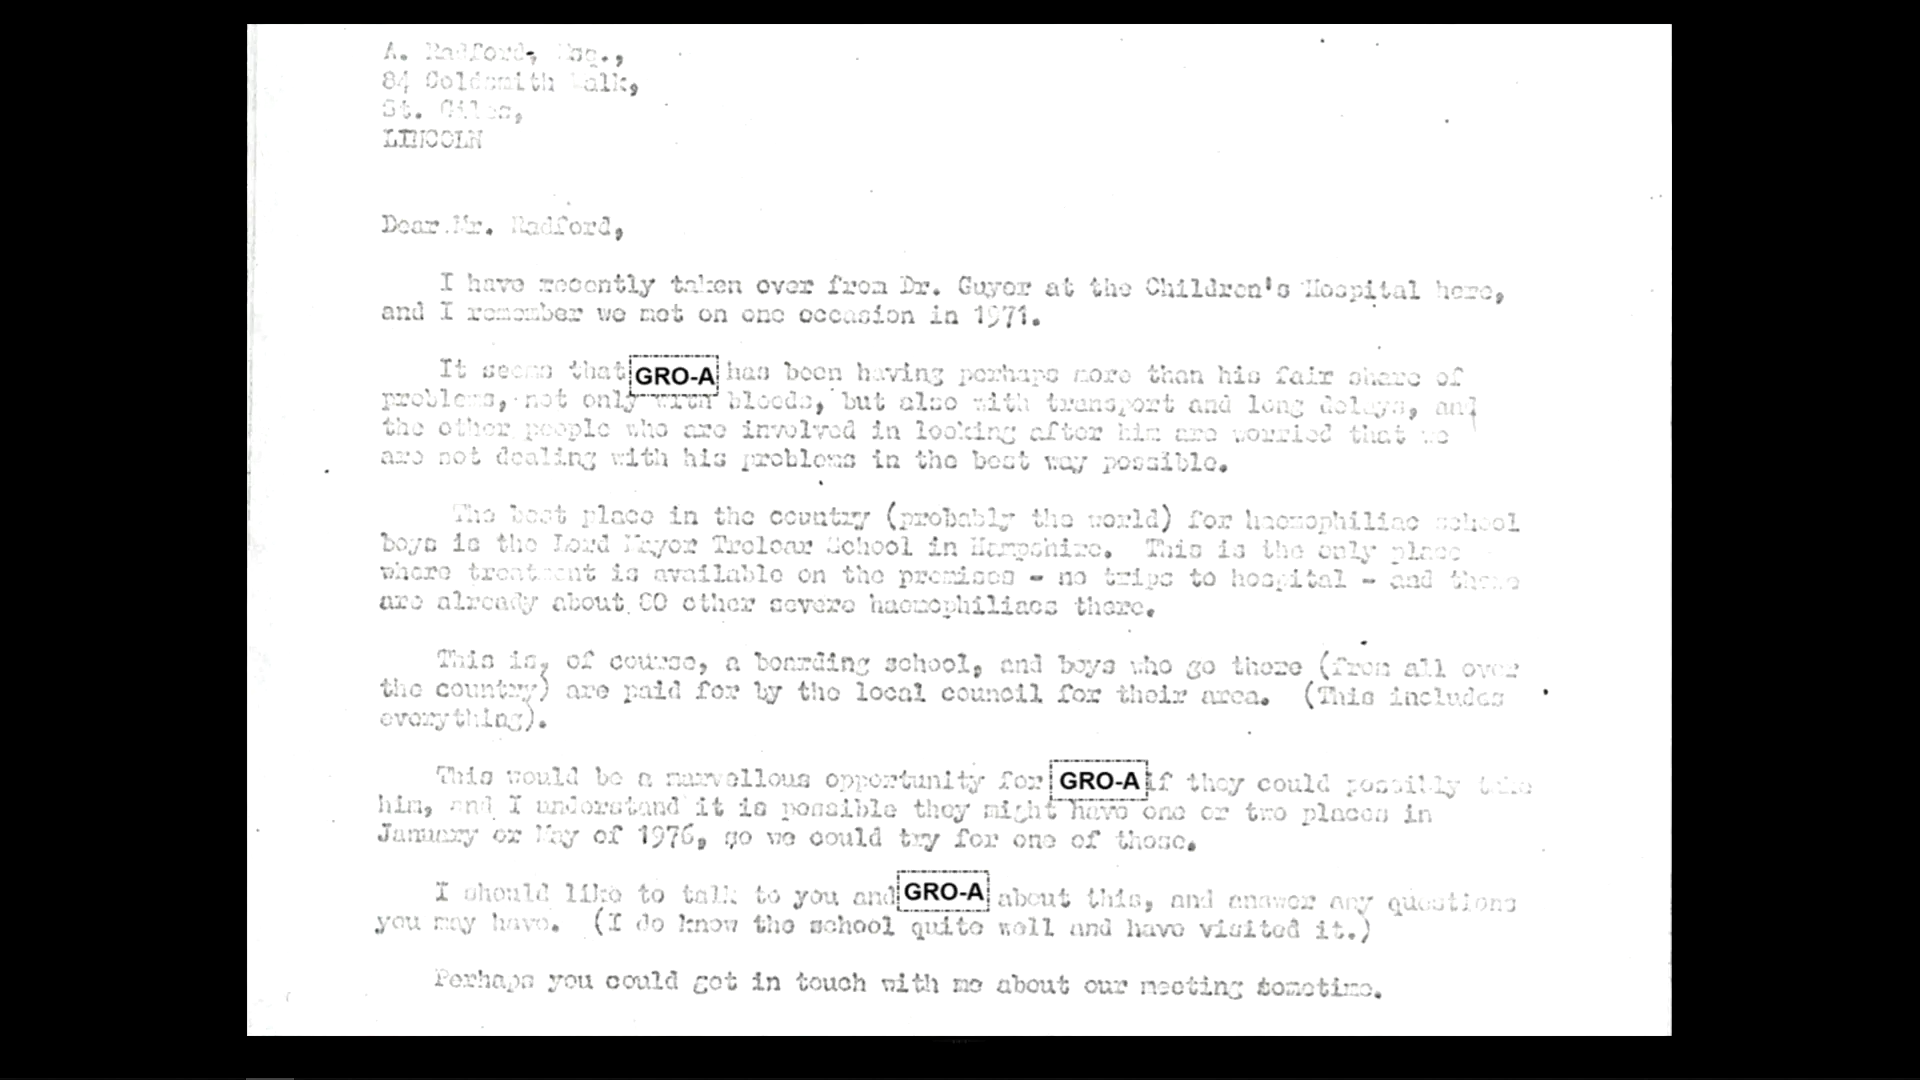 A. Radford, Esq.,
84 Goldsmith Walk,
St. Giles,
LINCOLN
Dear Mr. Radford,
I have recently taken over from Dr. Guyer at the Children's Hospital here,
and I remember we met on one occasion in 1971.
It seems that GRO-A has been having perhaps more than his fair share of
problems, not only with bleeds, but also with transport and long delays, and
the other people who are involved in looking after him are worried that we
are not dealing with his problems in the best way possible.
The best place in the country (probably the world) for haemophiliac school
boys is the Lord Mayor Treloar School in Hampshire. This is the only place
where treatment is available on the premises - no trips to hospital - and there
are already about other severe haemophiliacs there.
This is, of course, a boarding school, and boys who go there (from all over
the country) are paid for by the local council for their area. (This includes
everything).
This would be a marvellous opportunity for GRO-A if they could possibly take
him, and I understand it is possible they might have one or two places in
January or May of 1976, so we could try for one of those.
I should like to talk to you and GRO-A about this, and answer any questions
you may have. (I do know the school quite well and have visited it.)
Perhaps you could get in touch with me about our meeting sometime.